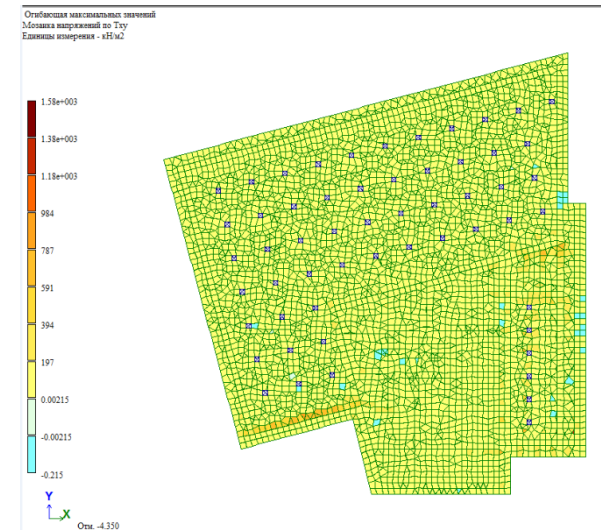 Огибающая максимальных значений
Мозаика напряжений по Txy
Единицы измерения - кН/м2
1.58e+003
1.38e+003
1.18e+003
984
787
591
394
197
0.00215
-0.00215
-0.215
Y
X
Отм. -4.350